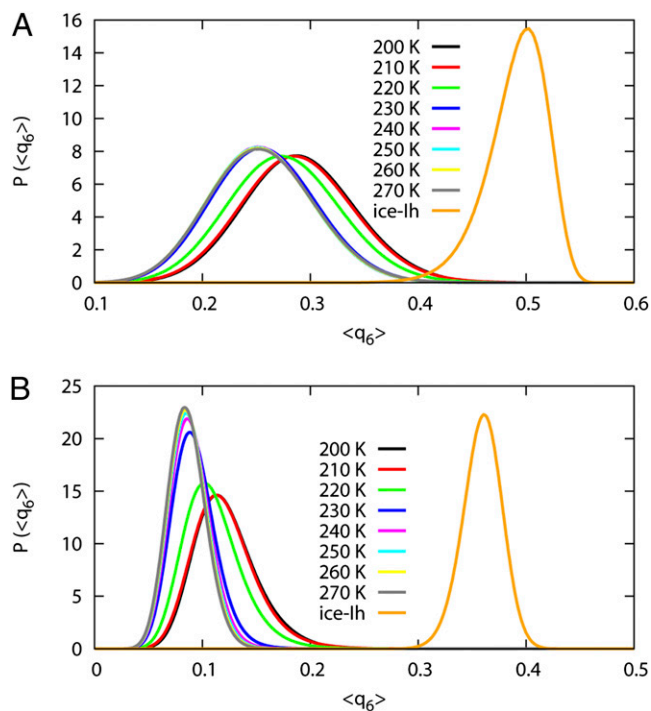 A
16
14
12
10
8
6
4
2
0
P (<q₆>)
200 K
210 K
220 K
230 K
240 K
250 K
260 K
270 K
ice-Ih
0.1 0.2 0.3 0.4 0.5 0.6
<q₆>
B
25
20
15
10
5
0
P (<q₆>)
200 K
210 K
220 K
230 K
240 K
250 K
260 K
270 K
ice-Ih
0 0.1 0.2 0.3 0.4 0.5
<q₆>